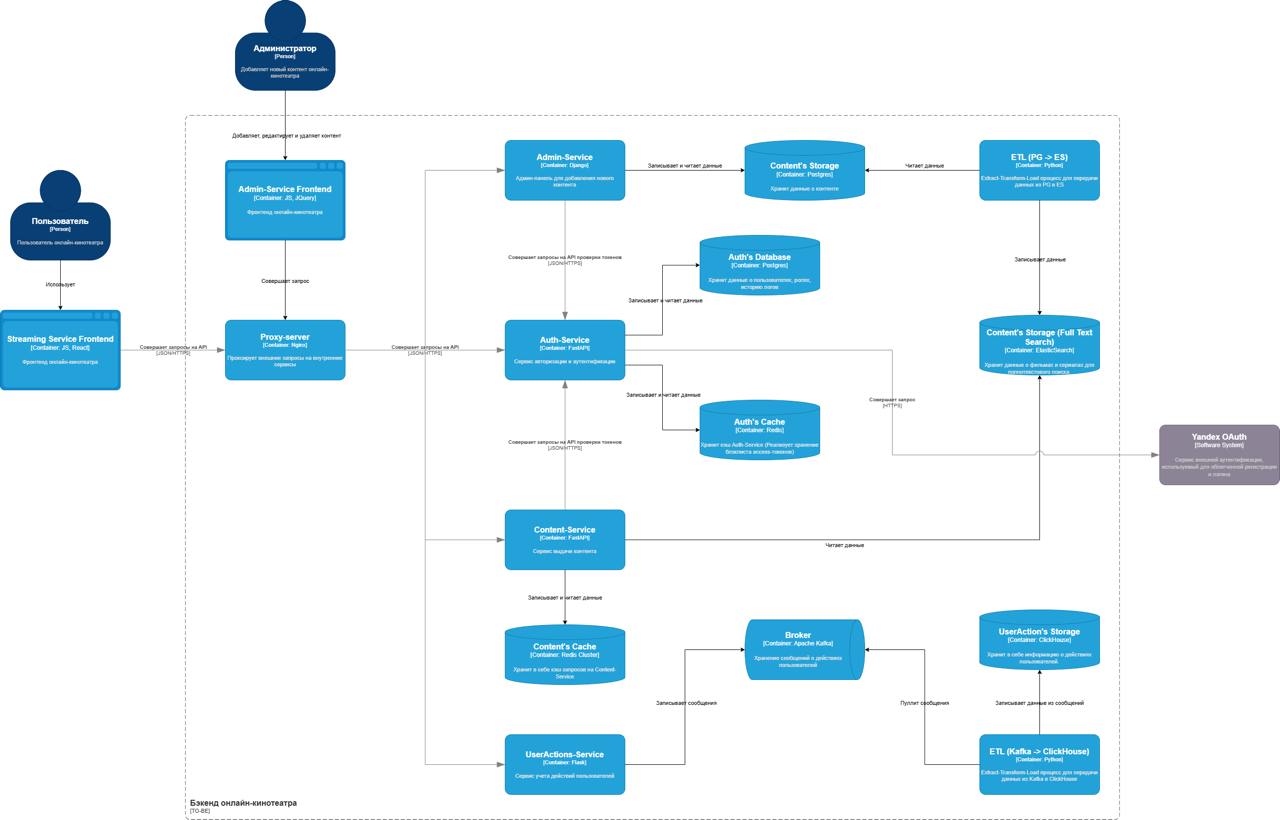 Администратор
[Person]
Добавляет новый контент онлайн-
кинотеатра
Добавляет, редактирует и удаляет контент
Пользователь
[Person]
Пользователь онлайн-кинотеатра
Использует
Streaming Service Frontend
[Container: JS, React]
Фронтенд онлайн-кинотеатра
Совершает запросы на API
[JSON/HTTPS]
Admin-Service Frontend
[Container: JS, JQuery]
Фронтенд онлайн-кинотеатра
Совершает запрос
Proxy-server
[Container: Nginx]
Проксирует внешние запросы на внутренние
сервисы
Совершает запросы на API
[JSON/HTTPS]
Admin-Service
[Container: Django]
Админ-панель для добавления нового
контента
Записывает и читает данные
Content's Storage
[Container: Postgres]
Хранит данные о контенте
Читает данные
ETL (PG -> ES)
[Container: Python]
Extract-Transform-Load процесс для передачи
данных из PG в ES
Совершает запросы на API проверки токенов
[JSON/HTTPS]
Auth's Database
[Container: Postgres]
Хранит данные о пользователях, ролях,
историю логов
Записывает и читает данные
Записывает данные
Auth-Service
[Container: FastAPI]
Сервис авторизации и аутентификации
Content's Storage (Full Text
Search)
[Container: ElasticSearch]
Хранит данные о фильмах и сериалах для
полнотекстового поиска
Записывает и читает данные
Auth's Cache
[Container: Redis]
Хранит кэш Auth-Service (Реализует хранение
блоклиста access-токенов)
Совершает запрос
[HTTPS]
Yandex OAuth
[Software System]
Сервис внешней аутентификации,
используемый для облегченной регистрации
и логина
Совершает запросы на API проверки токенов
[JSON/HTTPS]
Content-Service
[Container: FastAPI]
Сервис выдачи контента
Читает данные
Записывает и читает данные
Content's Cache
[Container: Redis Cluster]
Хранит в себе кэш запросов на Content-
Service
Broker
[Container: Apache Kafka]
Хранение сообщений о действиях
пользователей
UserAction's Storage
[Container: ClickHouse]
Хранит в себе информацию о действиях
пользователей
Записывает сообщения
Пуллит сообщения
Записывает данные из сообщений
UserActions-Service
[Container: Flask]
Сервис учета действий пользователей
ETL (Kafka -> ClickHouse)
[Container: Python]
Extract-Transform-Load процесс для передачи
данных из Kafka в ClickHouse
Бэкенд онлайн-кинотеатра
[TO-BE]